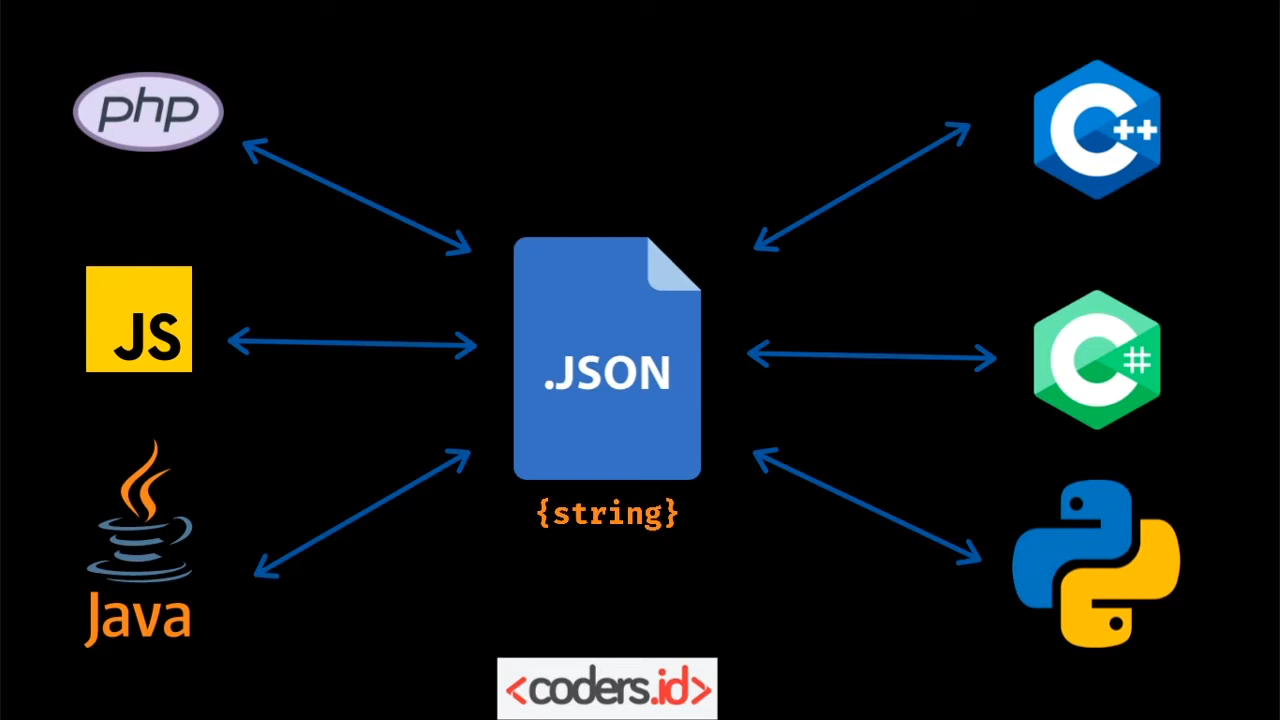 php
C++
JS
.JSON
C#
{string}
Java
<coders.id>